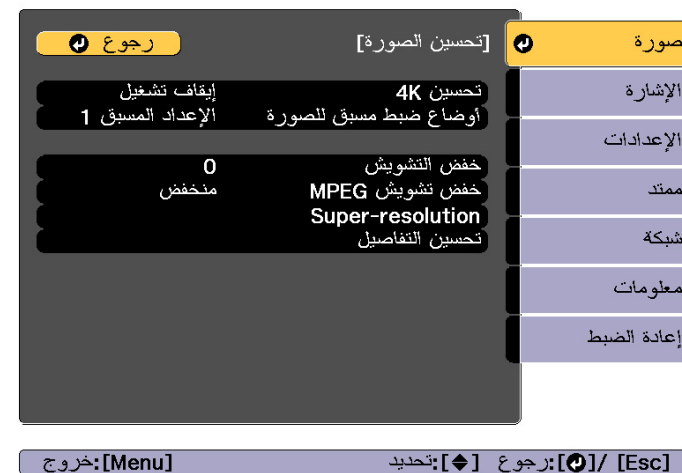 صورة
الإشارة
الإعدادات
ممتد
شبكة
معلومات
إعادة الضبط
[تحسين الصورة] رجوع
تحسين 4K إيقاف تشغيل
أوضاع ضبط مسبق للصورة الإعداد المسبق 1
خفض التشويش 0
خفض تشويش MPEG منخفض
Super-resolution
تحسين التفاصيل
[Esc] /[]:رجوع []:تحديد [Menu]:خروج